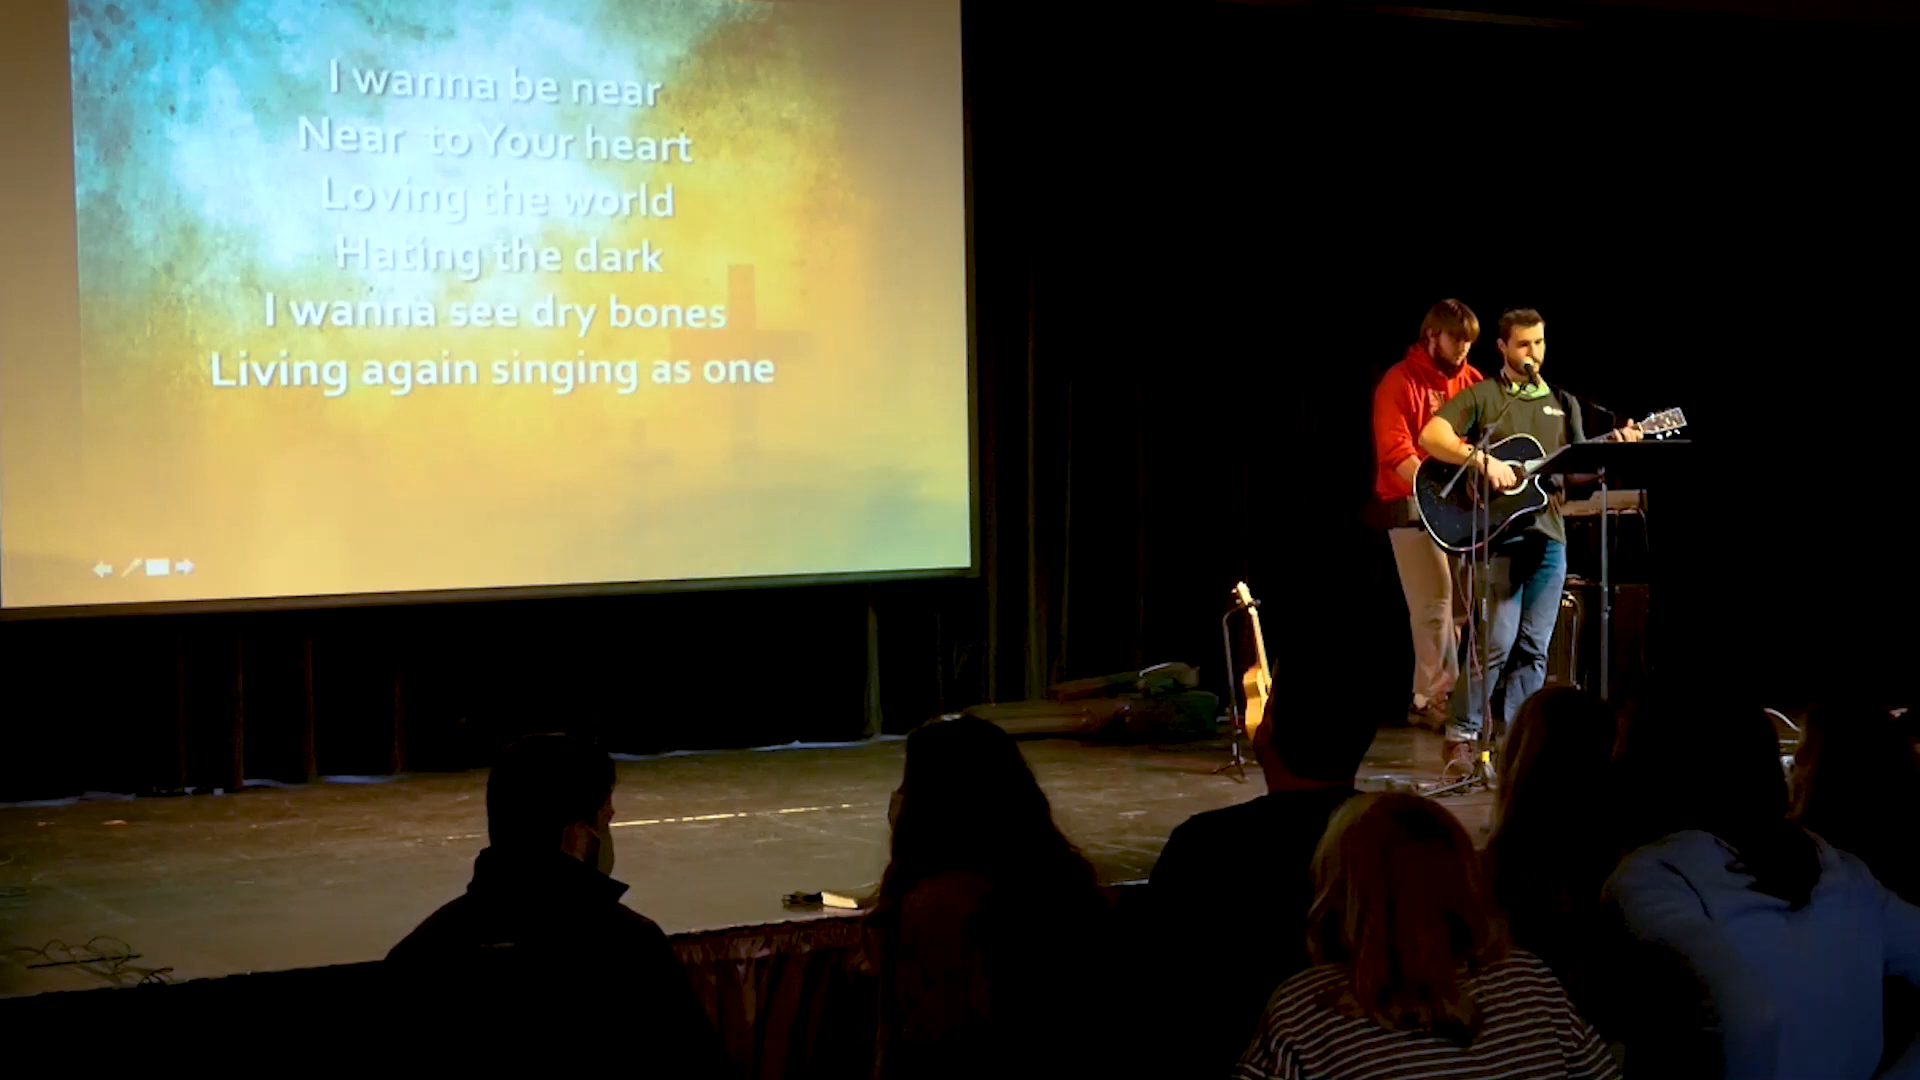 I wanna be near
Near to Your heart
Loving the world
Hating the dark
I wanna see dry bones
Living again singing as one